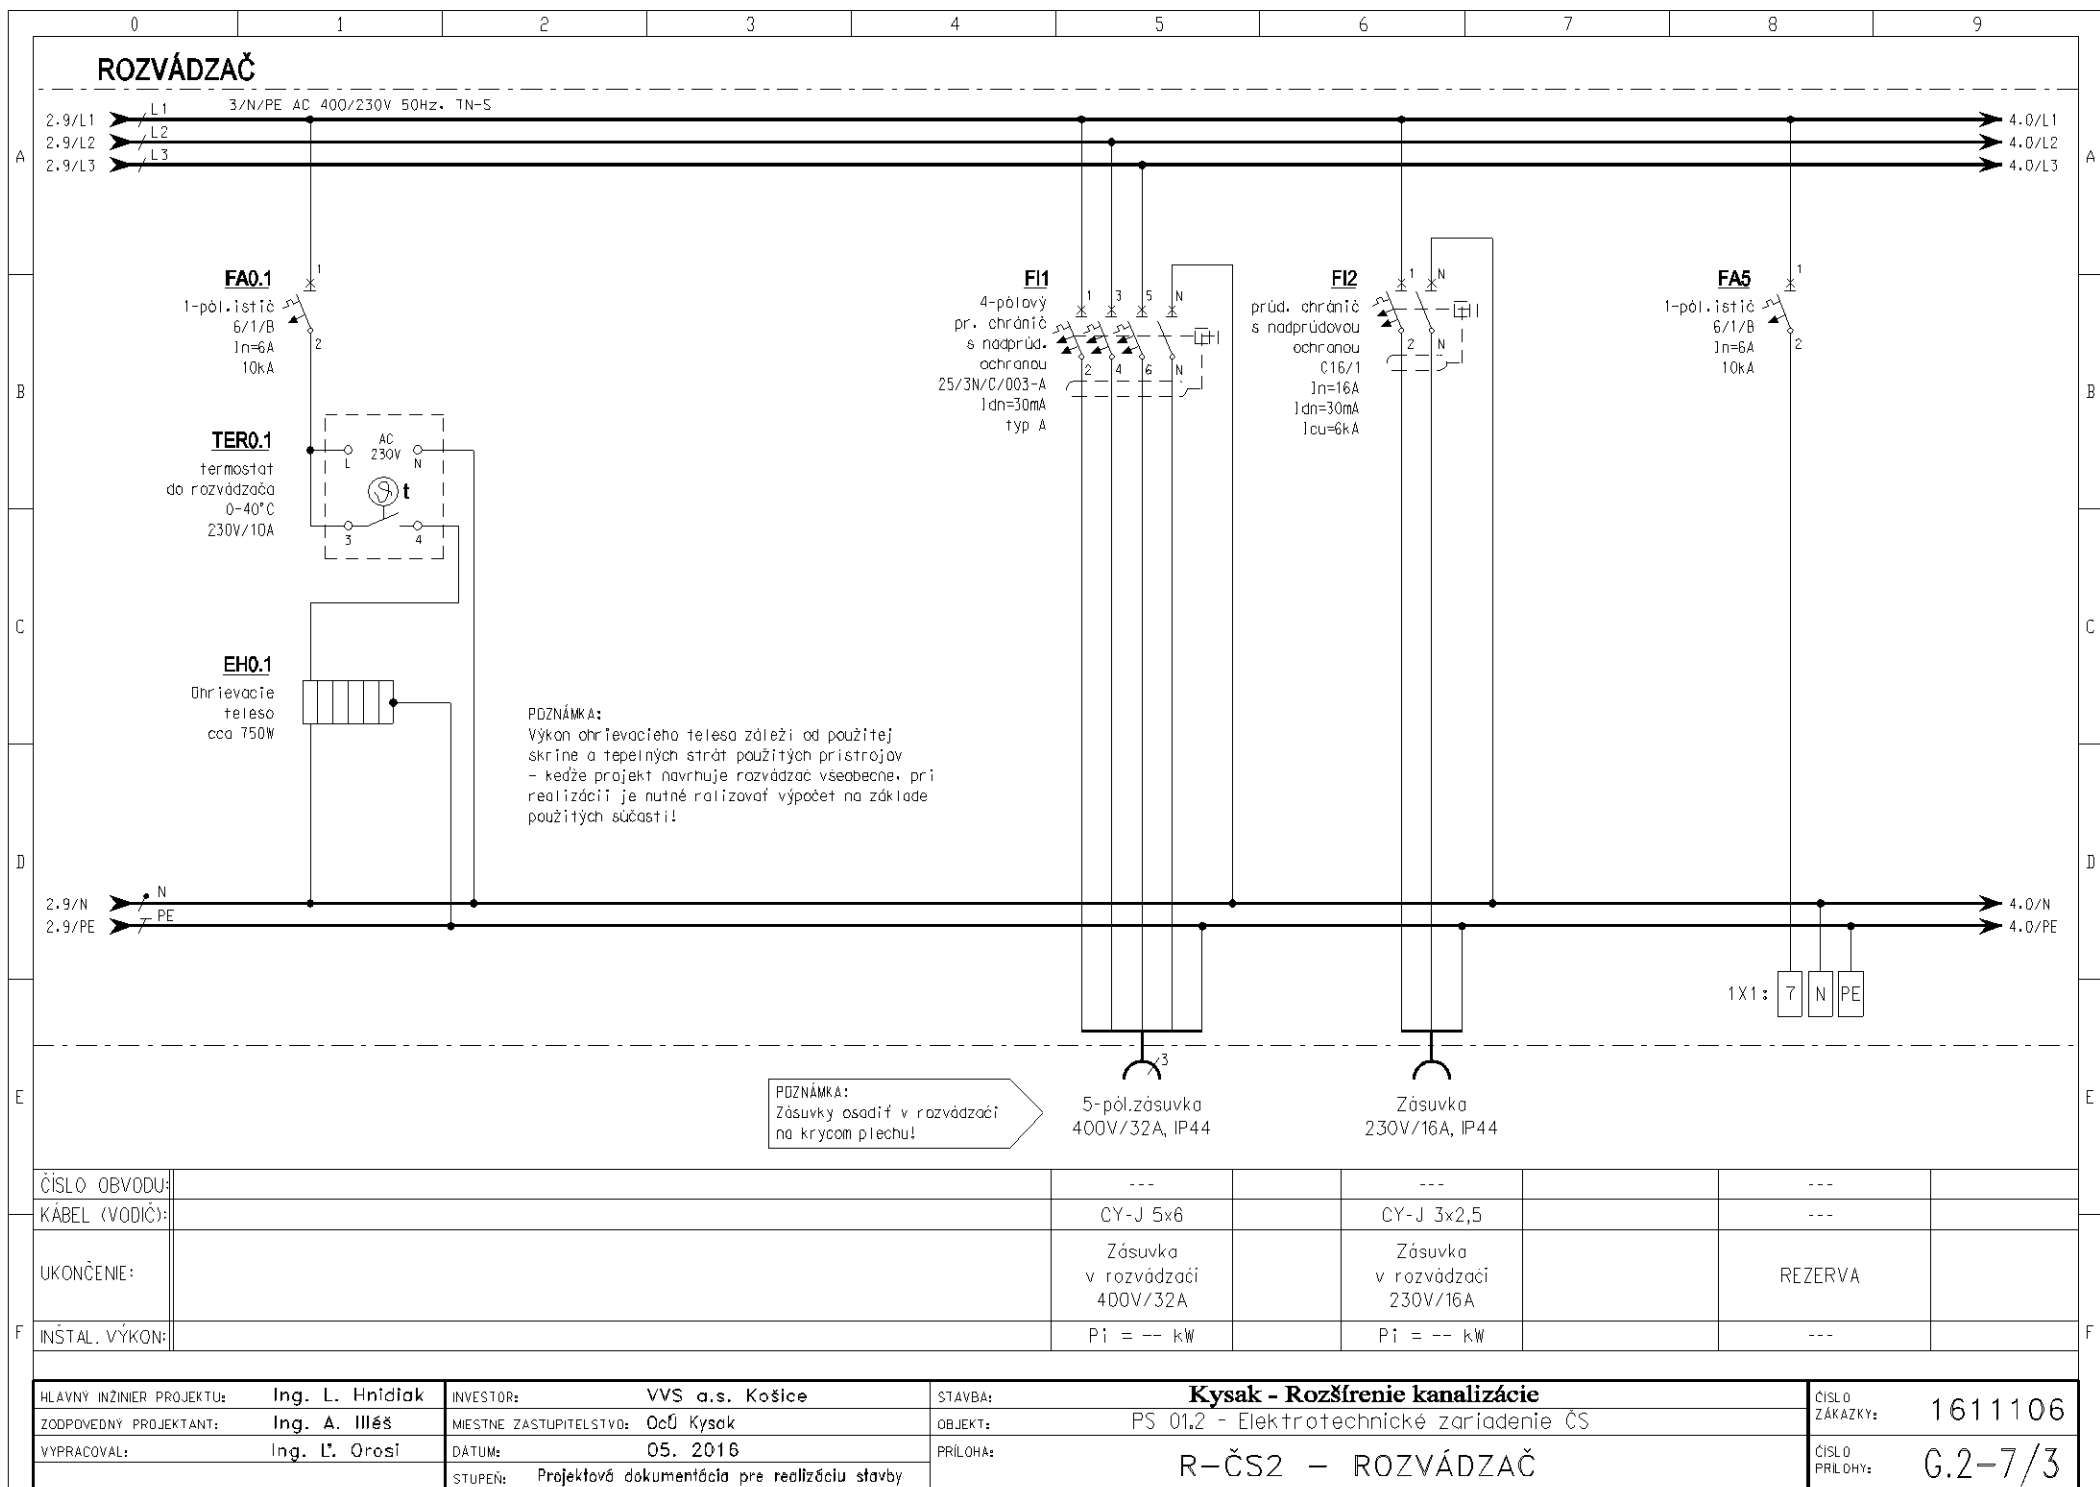 0 1 2 3 4 5 6 7 8 9
ROZVÁDZAČ
3/N/PE AC 400/230V 50Hz. TN-S
2.9/L1 L1 4.0/L1
2.9/L2 L2 4.0/L2
2.9/L3 L3 4.0/L3
A A
FA0.1
1-pól.istič
6/1/B
In=6A
10kA
1
2
FI1
4-pólový
pr. chránič
s nadprúd.
ochranou
25/3N/C/003-A
Idn=30mA
typ A
1 3 5 N
2 4 6 N
FI2
prúd. chránič
s nadprúdovou
ochranou
C16/1
In=16A
Idn=30mA
Icu=6kA
1 N
2 N
FA5
1-pól.istič
6/1/B
In=6A
10kA
1
2
B B
TER0.1
termostat
do rozvádzača
0-40°C
230V/10A
AC
230V
L N
t
3 4
C C
EH0.1
Ohrievacie
teleso
cca 750W
POZNÁMKA:
Výkon ohrievacieho telesa záleží od použitej
skrine a tepelných strát použitých prístrojov
- keďže projekt navrhuje rozvádzač všeobecne, pri
realizácii je nutné ralizovať výpočet na základe
použitých súčastí!
D D
2.9/N N 4.0/N
2.9/PE PE 4.0/PE
1X1: 7 N PE
3
E E
POZNÁMKA:
Zásuvky osadiť v rozvádzači
na krycom plechu!
5-pól.zásuvka
400V/32A, IP44
Zásuvka
230V/16A, IP44
ČÍSLO OBVODU: --- --- ---
KÁBEL (VODIČ): CY-J 5x6 CY-J 3x2,5 ---
UKONČENIE:
Zásuvka
v rozvádzači
400V/32A
Zásuvka
v rozvádzači
230V/16A
REZERVA
F F
INŠTAL. VÝKON: Pi = -- kW Pi = -- kW ---
HLAVNÝ INŽINIER PROJEKTU: Ing. L. Hnidiak
ZODPOVEDNÝ PROJEKTANT: Ing. A. Illéš
VYPRACOVAL: Ing. Ľ. Orosi
INVESTOR: VVS a.s. Košice
MIESTNE ZASTUPITELSTVO: OcÚ Kysak
DÁTUM: 05. 2016
STUPEŇ: Projektová dokumentácia pre realizáciu stavby
STAVBA: Kysak - Rozšírenie kanalizácie
OBJEKT: PS 01.2 - Elektrotechnické zariadenie ČS
PRÍLOHA: R-ČS2 - ROZVÁDZAČ
ČÍSLO
ZÁKAZKY: 1611106
ČÍSLO
PRÍLOHY: G.2-7/3